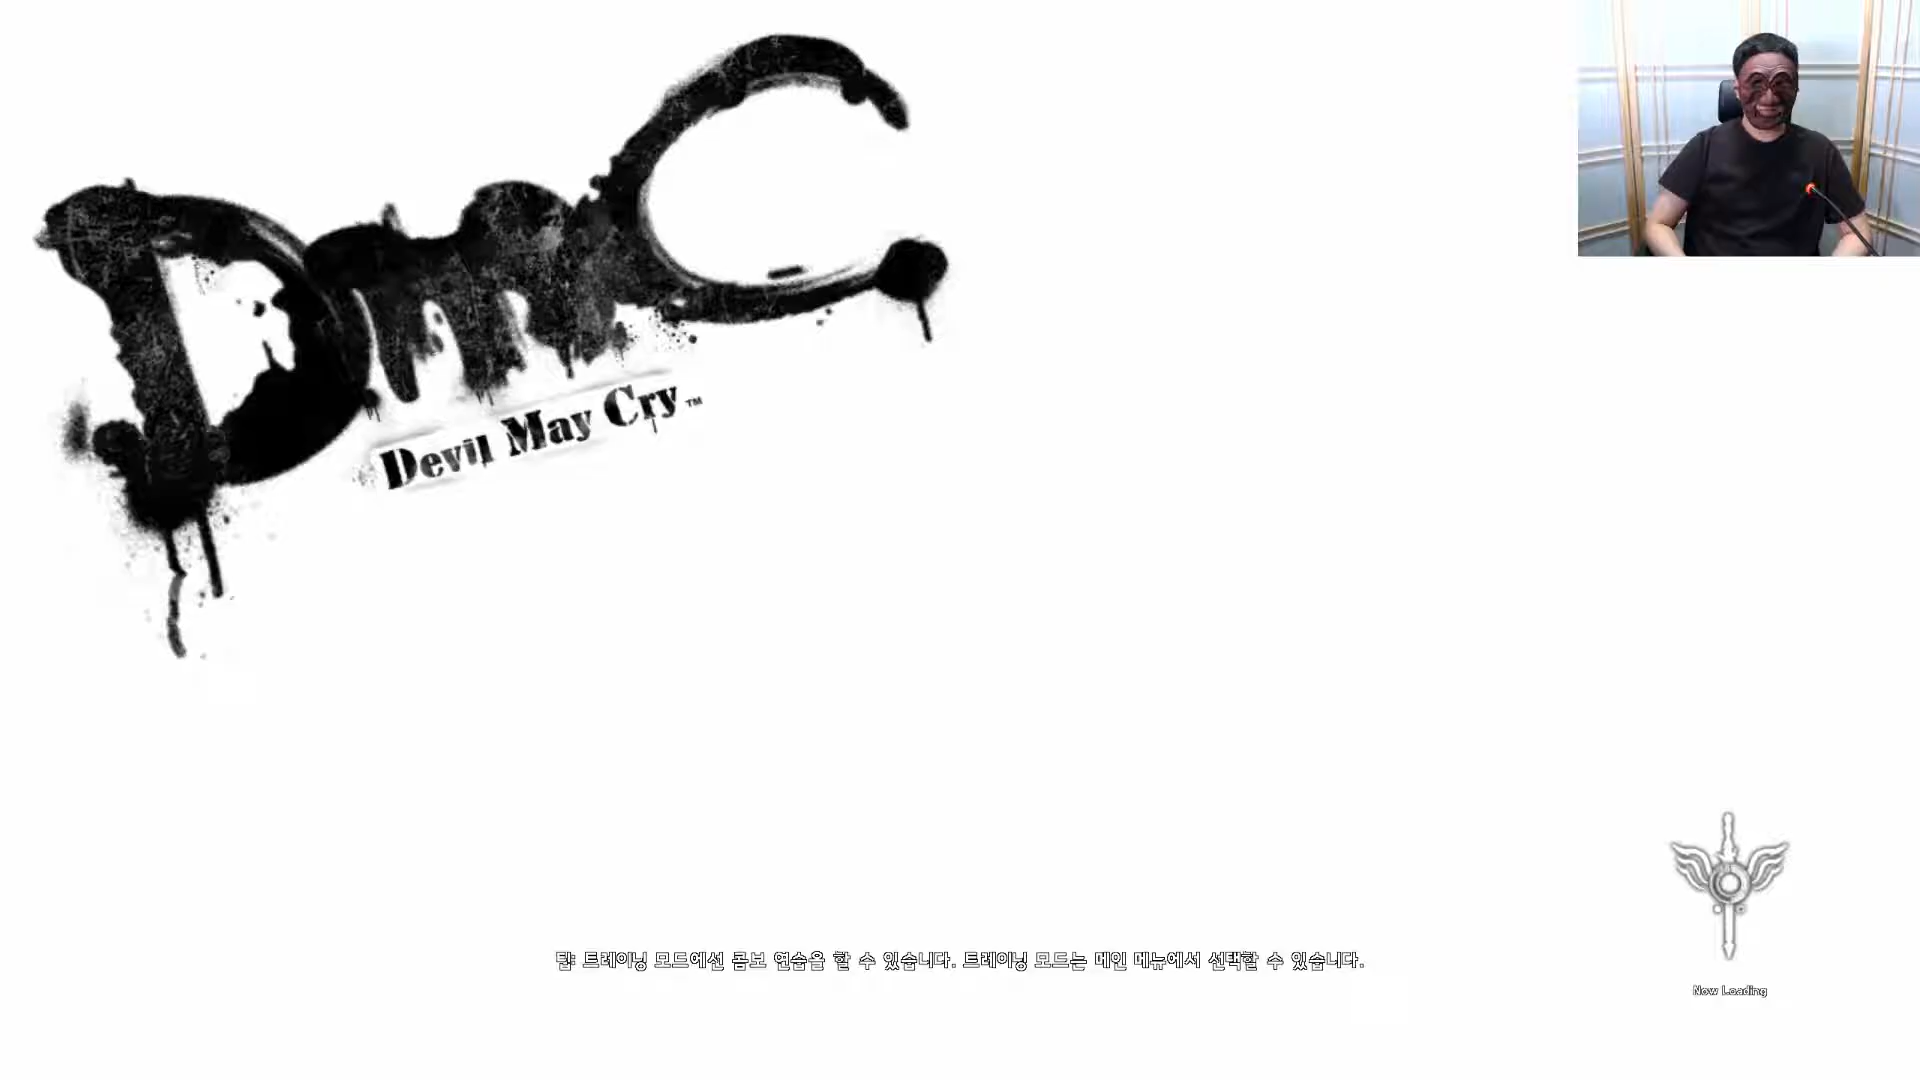 DmC
Devil May Cry™
팁: 트레이닝 모드에선 콤보 연습을 할 수 있습니다. 트레이닝 모드는 메인 메뉴에서 선택할 수 있습니다.
Now Loading